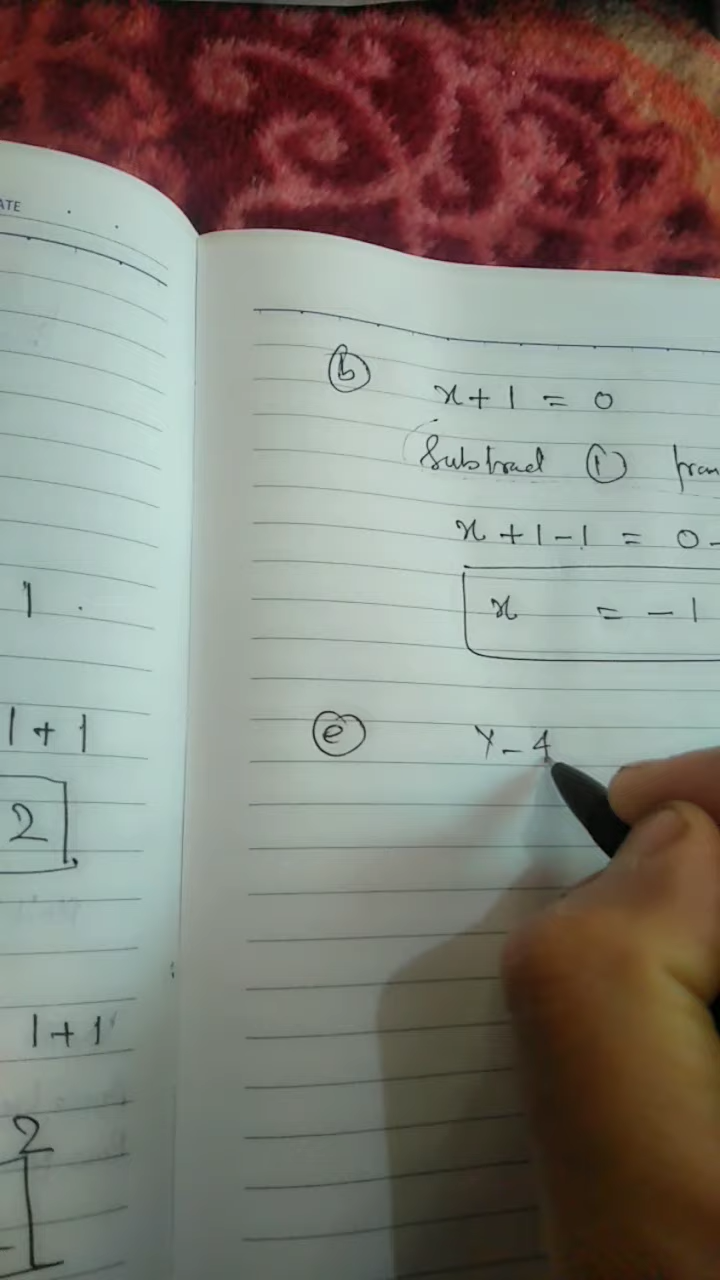 ATE
1 .
1 + 1
2
1 + 1
2
(b) x + 1 = 0
Subtract (1) from
x + 1 - 1 = 0 -
x = - 1
(e) Y - 4